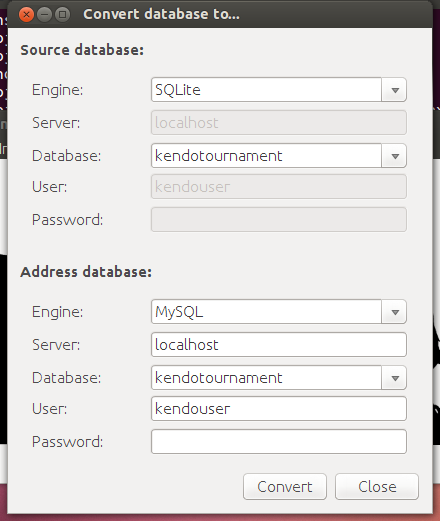 Convert database to...
Source database:
Engine: SQLite
Server: localhost
Database: kendotournament
User: kendouser
Password:
Address database:
Engine: MySQL
Server: localhost
Database: kendotournament
User: kendouser
Password:
Convert Close